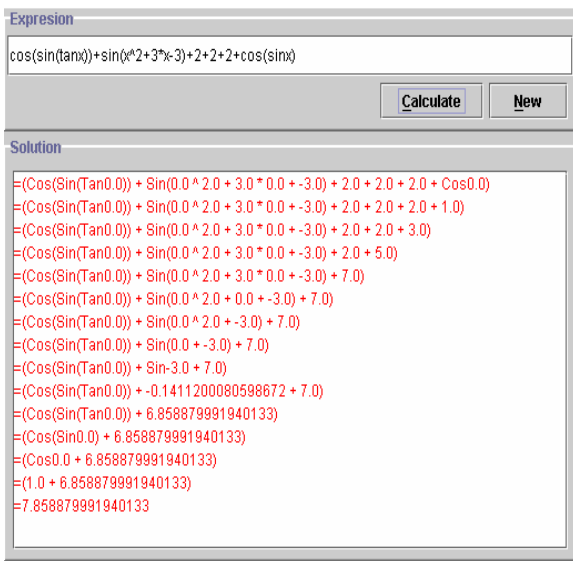 Expresion
cos(sin(tanx))+sin(x^2+3*x-3)+2+2+2+cos(sinx)
Calculate New
Solution
=(Cos(Sin(Tan0.0)) + Sin(0.0 ^ 2.0 + 3.0 * 0.0 + -3.0) + 2.0 + 2.0 + 2.0 + Cos0.0)
=(Cos(Sin(Tan0.0)) + Sin(0.0 ^ 2.0 + 3.0 * 0.0 + -3.0) + 2.0 + 2.0 + 2.0 + 1.0)
=(Cos(Sin(Tan0.0)) + Sin(0.0 ^ 2.0 + 3.0 * 0.0 + -3.0) + 2.0 + 2.0 + 3.0)
=(Cos(Sin(Tan0.0)) + Sin(0.0 ^ 2.0 + 3.0 * 0.0 + -3.0) + 2.0 + 5.0)
=(Cos(Sin(Tan0.0)) + Sin(0.0 ^ 2.0 + 3.0 * 0.0 + -3.0) + 7.0)
=(Cos(Sin(Tan0.0)) + Sin(0.0 ^ 2.0 + 0.0 + -3.0) + 7.0)
=(Cos(Sin(Tan0.0)) + Sin(0.0 ^ 2.0 + -3.0) + 7.0)
=(Cos(Sin(Tan0.0)) + Sin(0.0 + -3.0) + 7.0)
=(Cos(Sin(Tan0.0)) + Sin-3.0 + 7.0)
=(Cos(Sin(Tan0.0)) + -0.1411200080598672 + 7.0)
=(Cos(Sin(Tan0.0)) + 6.858879991940133)
=(Cos(Sin0.0) + 6.858879991940133)
=(Cos0.0 + 6.858879991940133)
=(1.0 + 6.858879991940133)
=7.858879991940133